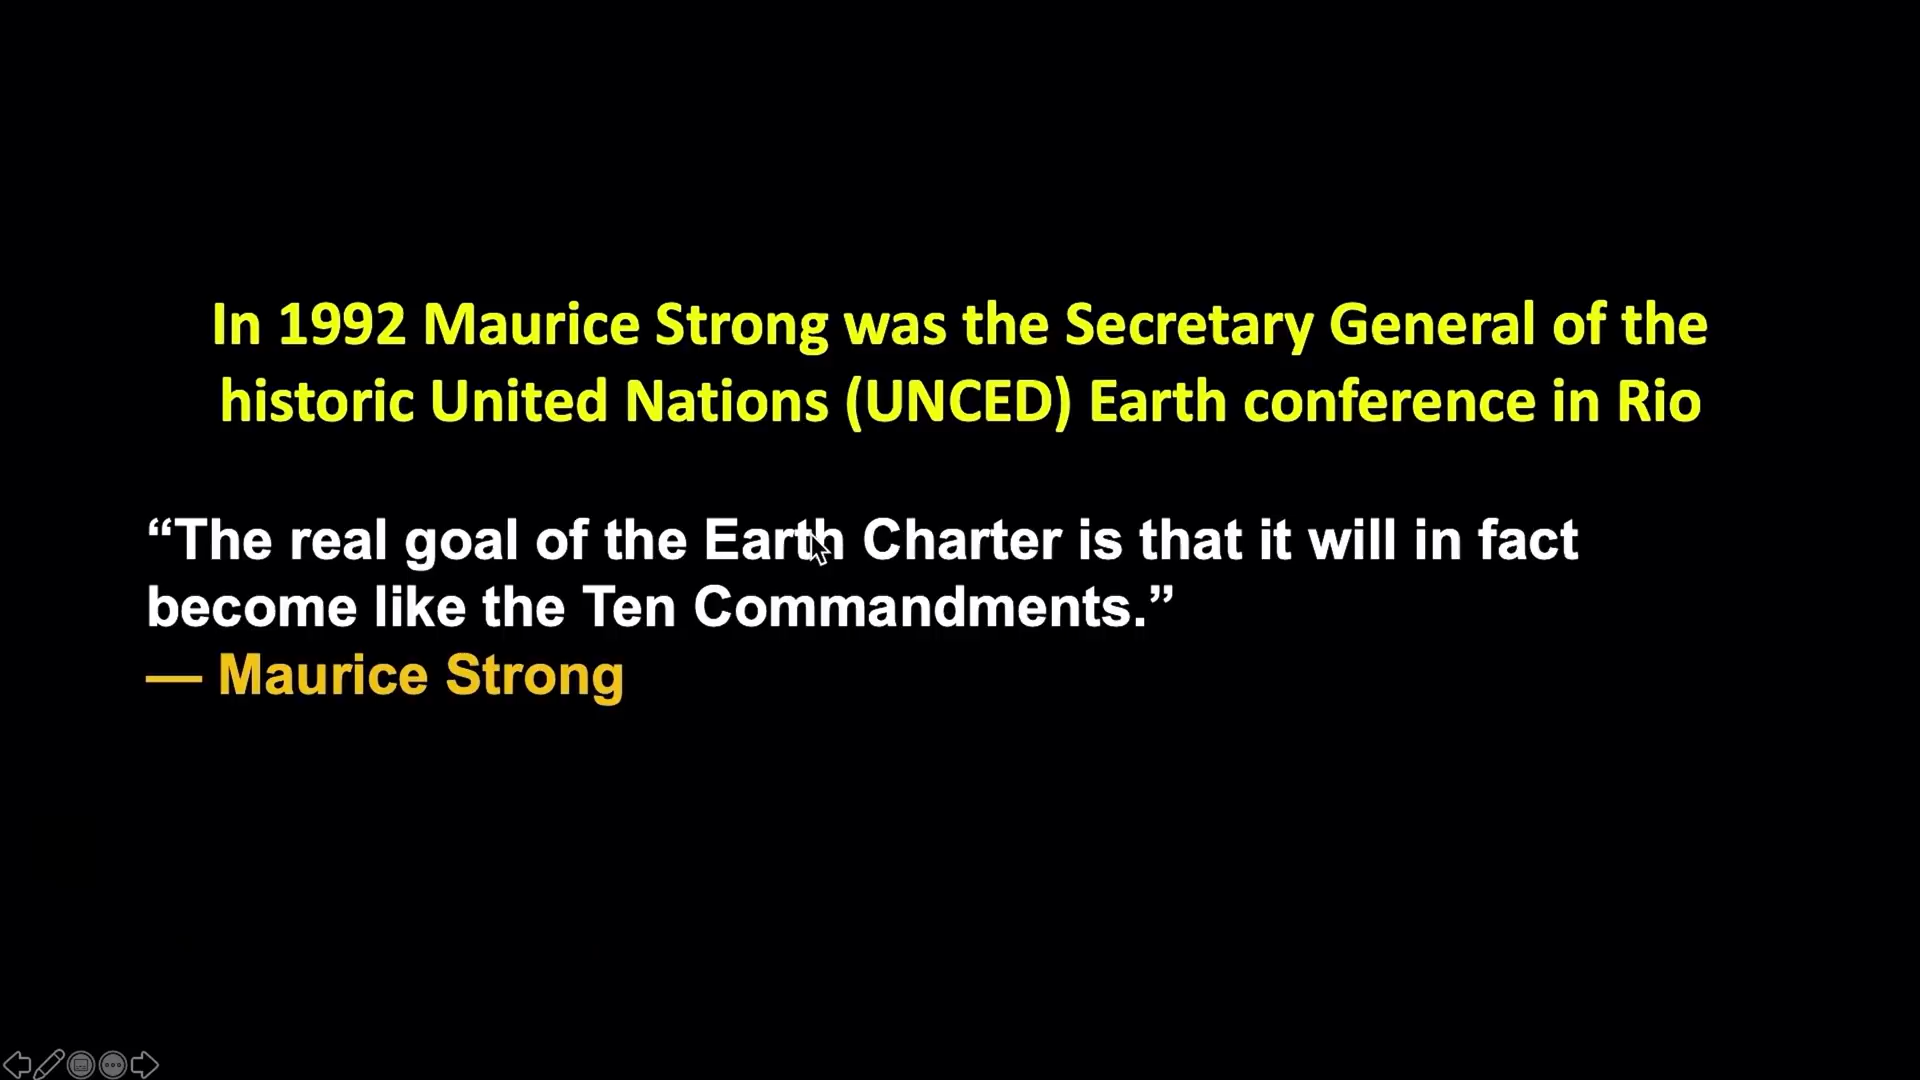 In 1992 Maurice Strong was the Secretary General of the
historic United Nations (UNCED) Earth conference in Rio
“The real goal of the Earth Charter is that it will in fact
become like the Ten Commandments.”
— Maurice Strong